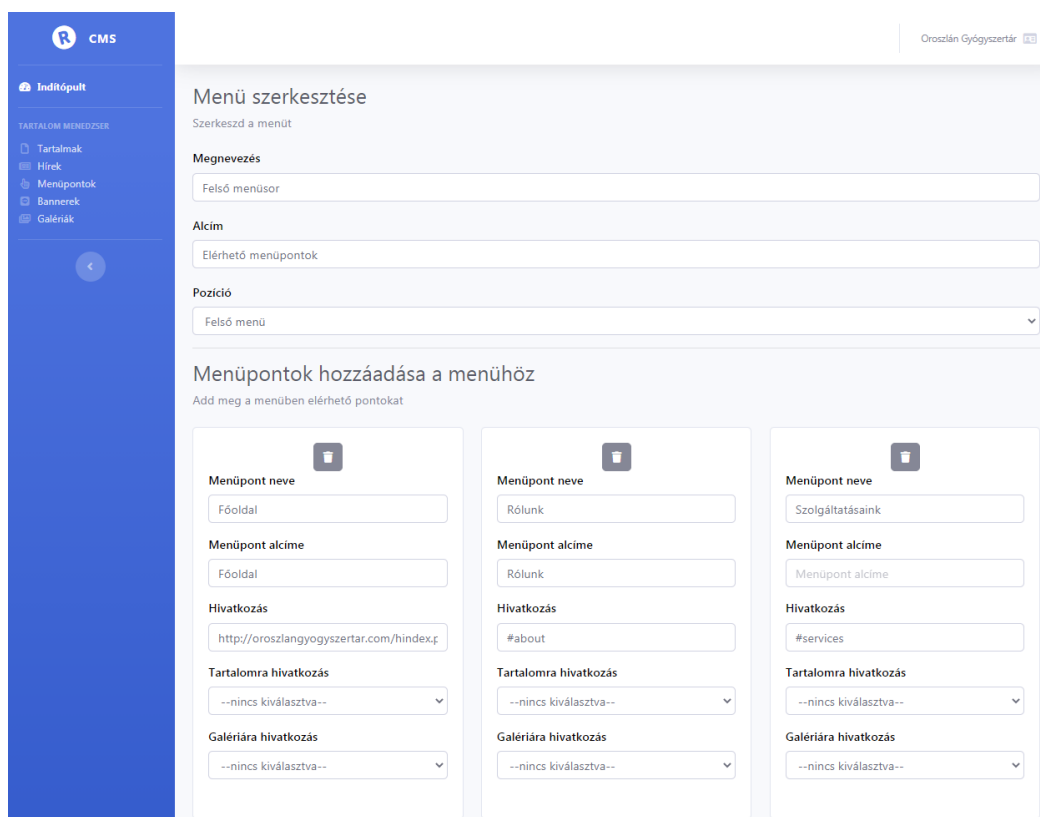 R CMS
Oroszlán Gyógyszertár
Indítópult
TARTALOM MENEDZSER
Tartalmak
Hírek
Menüpontok
Bannerek
Galériák
Menü szerkesztése
Szerkeszd a menüt
Megnevezés
Felső menüsor
Alcím
Elérhető menüpontok
Pozíció
Felső menü
Menüpontok hozzáadása a menühöz
Add meg a menüben elérhető pontokat
Menüpont neve
Főoldal
Menüpont alcíme
Főoldal
Hivatkozás
http://oroszlangyogyszertar.com/hindex.p
Tartalomra hivatkozás
--nincs kiválasztva--
Galériára hivatkozás
--nincs kiválasztva--
Menüpont neve
Rólunk
Menüpont alcíme
Rólunk
Hivatkozás
#about
Tartalomra hivatkozás
--nincs kiválasztva--
Galériára hivatkozás
--nincs kiválasztva--
Menüpont neve
Szolgáltatásaink
Menüpont alcíme
Menüpont alcíme
Hivatkozás
#services
Tartalomra hivatkozás
--nincs kiválasztva--
Galériára hivatkozás
--nincs kiválasztva--